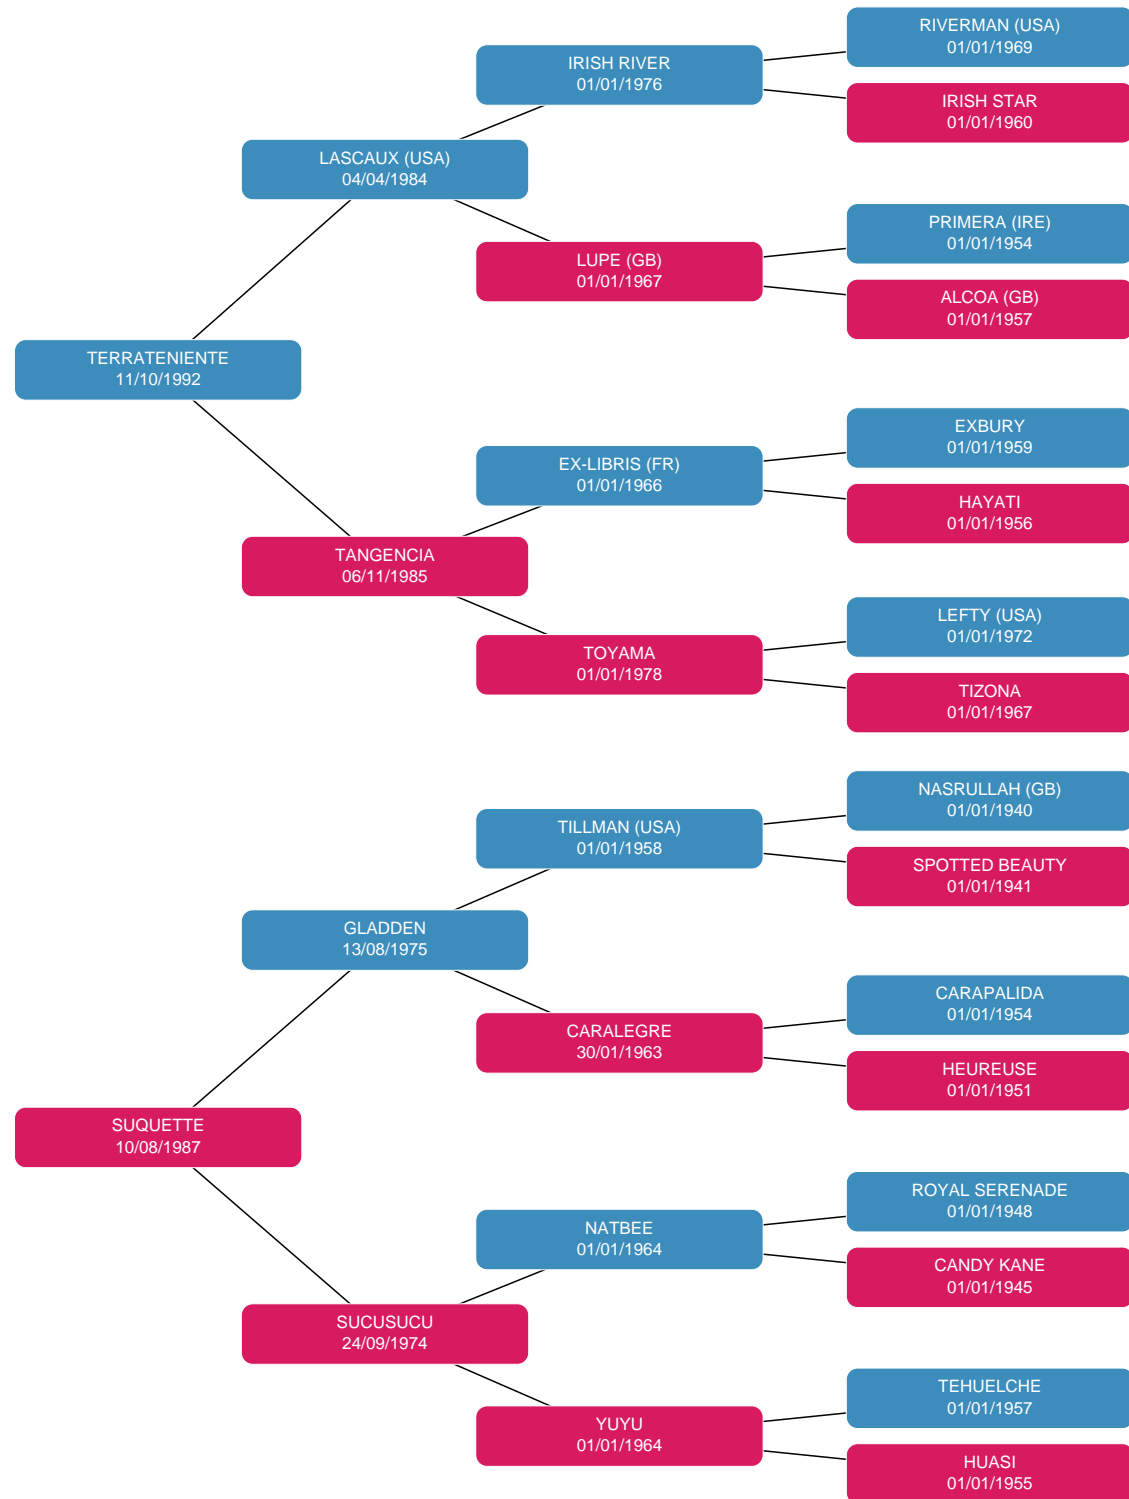 RIVERMAN (USA)
01/01/1969
IRISH RIVER
01/01/1976
IRISH STAR
01/01/1960
LASCAUX (USA)
04/04/1984
PRIMERA (IRE)
01/01/1954
LUPE (GB)
01/01/1967
ALCOA (GB)
01/01/1957
TERRATENIENTE
11/10/1992
EXBURY
01/01/1959
EX-LIBRIS (FR)
01/01/1966
HAYATI
01/01/1956
TANGENCIA
06/11/1985
LEFTY (USA)
01/01/1972
TOYAMA
01/01/1978
TIZONA
01/01/1967
NASRULLAH (GB)
01/01/1940
TILLMAN (USA)
01/01/1958
SPOTTED BEAUTY
01/01/1941
GLADDEN
13/08/1975
CARAPALIDA
01/01/1954
CARALEGRE
30/01/1963
HEUREUSE
01/01/1951
SUQUETTE
10/08/1987
ROYAL SERENADE
01/01/1948
NATBEE
01/01/1964
CANDY KANE
01/01/1945
SUCUSUCU
24/09/1974
TEHUELCHE
01/01/1957
YUYU
01/01/1964
HUASI
01/01/1955